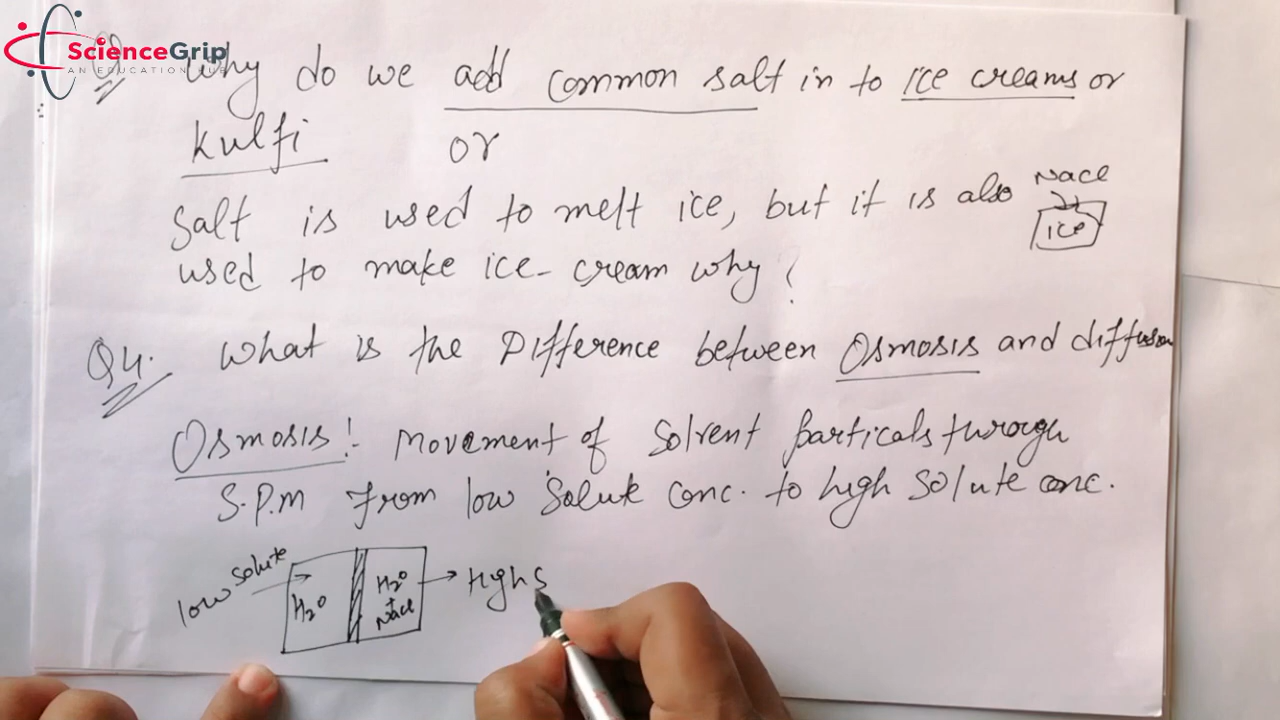 ScienceGrip
AN EDUCATION HUB
Q Why do we add common salt in to ice creams or
Kulfi or
Salt is used to melt ice, but it is also
used to make ice-cream why?
NaCl
ice
Q4. What is the Difference between Osmosis and diffusion
Osmosis:- Movement of Solvent particals through
S.P.M from low Solute Conc. to high Solute conc.
low solute
H2O
H2O
+
NaCl
High S